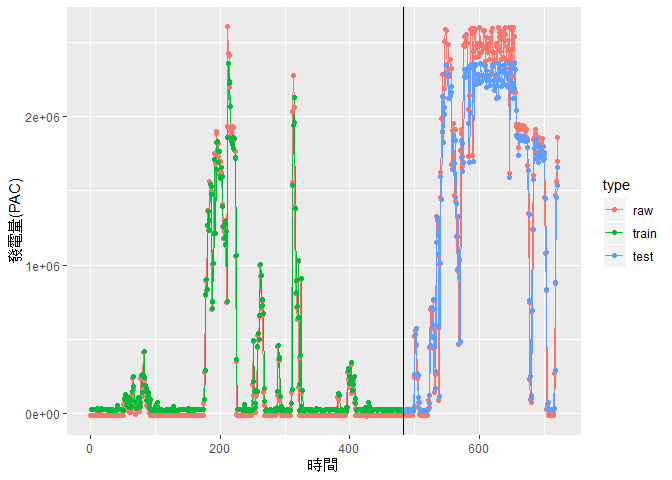 發電量(PAC)
2e+06
1e+06
0e+00
0
200
400
600
時間
type
raw
train
test